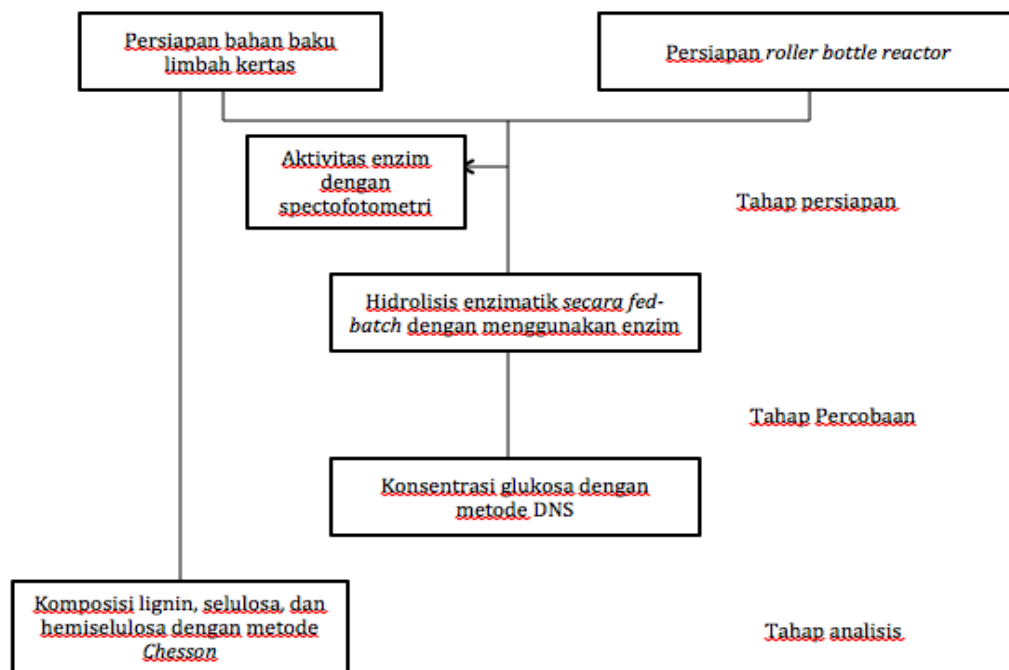 Persiapan bahan baku
limbah kertas
Persiapan roller bottle reactor
Aktivitas enzim
dengan
spectofotometri
Tahap persiapan
Hidrolisis enzimatik secara fed-
batch dengan menggunakan enzim
Tahap Percobaan
Konsentrasi glukosa dengan
metode DNS
Komposisi lignin, selulosa, dan
hemiselulosa dengan metode
Chesson
Tahap analisis